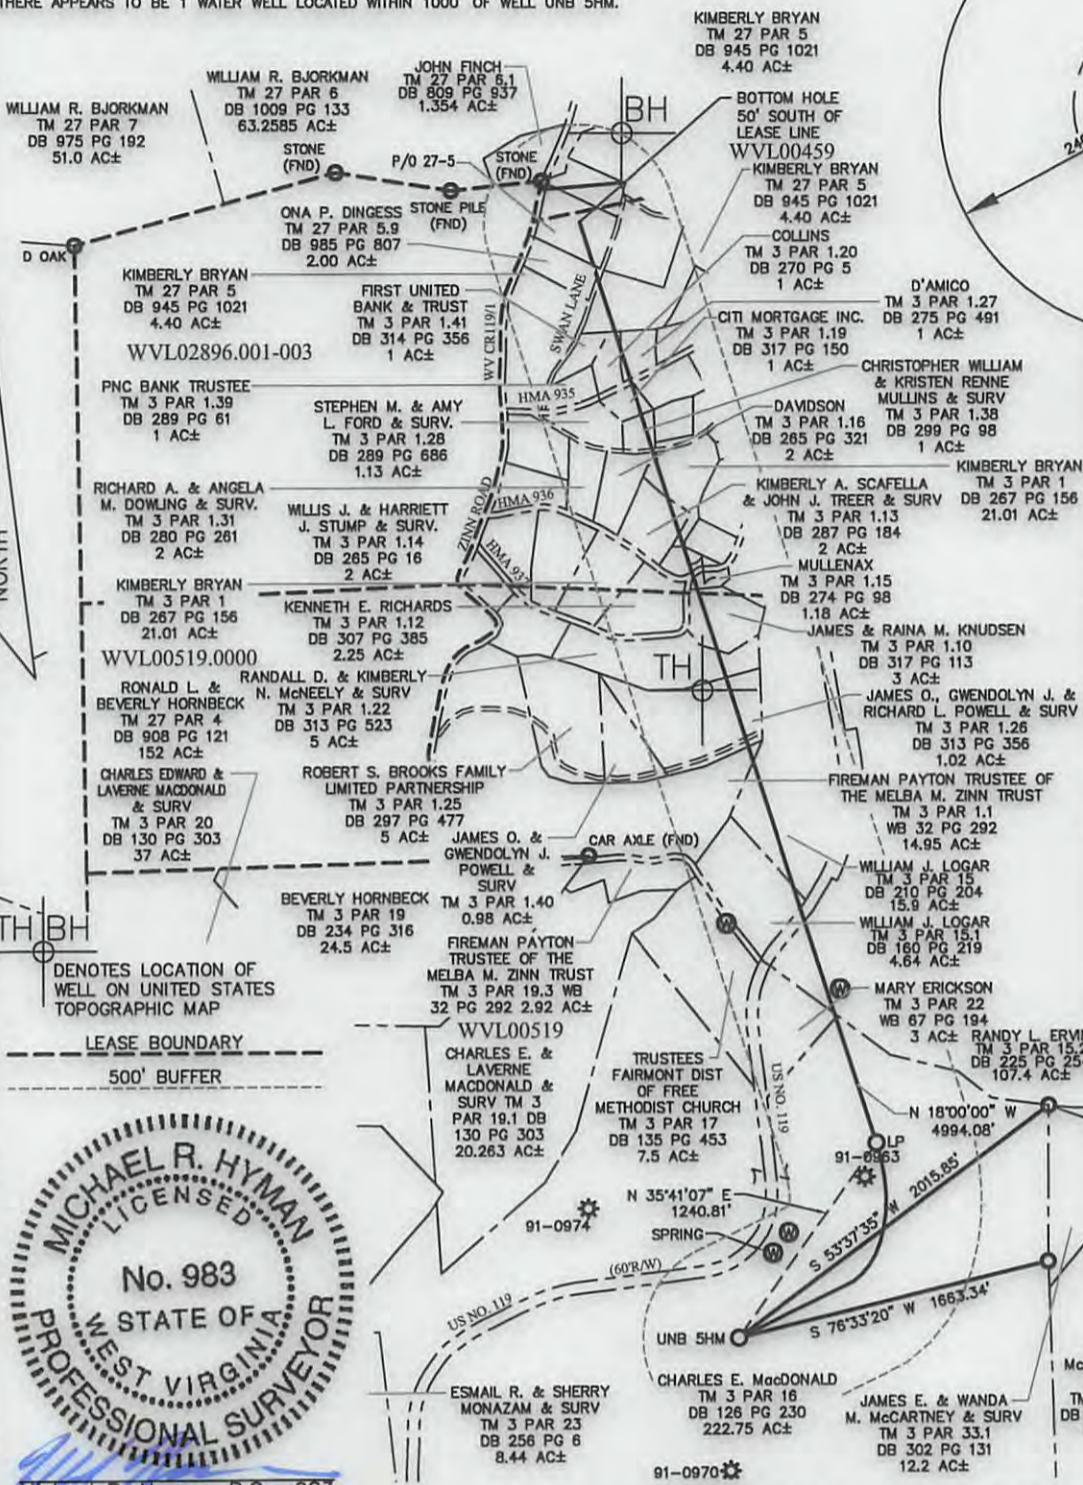 THERE APPEARS TO BE 1 WATER WELL LOCATED WITHIN 1000' OF WELL UNB 5HM.
KIMBERLY BRYAN
TM 27 PAR 5
DB 945 PG 1021
4.40 AC±
JOHN FINCH
TM 27 PAR 6.1
DB 809 PG 937
1.354 AC±
WILLIAM R. BJORKMAN
TM 27 PAR 6
DB 1009 PG 133
63.2585 AC±
WILLIAM R. BJORKMAN
TM 27 PAR 7
DB 975 PG 192
51.0 AC±
BH
BOTTOM HOLE
50' SOUTH OF
LEASE LINE
WVL00459
STONE
(FND)
P/O 27-5
STONE
(FND)
STONE PILE
(FND)
D OAK
KIMBERLY BRYAN
TM 27 PAR 5
DB 945 PG 1021
4.40 AC±
ONA P. DINGESS
TM 27 PAR 5.9
DB 985 PG 807
2.00 AC±
COLLINS
TM 3 PAR 1.20
DB 270 PG 5
1 AC±
KIMBERLY BRYAN
TM 27 PAR 5
DB 945 PG 1021
4.40 AC±
WVL02896.001-003
FIRST UNITED
BANK & TRUST
TM 3 PAR 1.41
DB 314 PG 356
1 AC±
WV CR119/1
SWAN LANE
D'AMICO
TM 3 PAR 1.27
DB 275 PG 491
1 AC±
CITI MORTGAGE INC.
TM 3 PAR 1.19
DB 317 PG 150
1 AC±
CHRISTOPHER WILLIAM
& KRISTEN RENNE
MULLINS & SURV
TM 3 PAR 1.38
DB 299 PG 98
1 AC±
PNC BANK TRUSTEE
TM 3 PAR 1.39
DB 289 PG 61
1 AC±
HMA 935
STEPHEN M. & AMY
L. FORD & SURV.
TM 3 PAR 1.28
DB 289 PG 686
1.13 AC±
DAVIDSON
TM 3 PAR 1.16
DB 265 PG 321
2 AC±
KIMBERLY BRYAN
TM 3 PAR 1
DB 267 PG 156
21.01 AC±
RICHARD A. & ANGELA
M. DOWLING & SURV.
TM 3 PAR 1.31
DB 280 PG 261
2 AC±
WILLIS J. & HARRIETT
J. STUMP & SURV.
TM 3 PAR 1.14
DB 265 PG 16
2 AC±
ZINN ROAD
HMA 936
HMA 937
KIMBERLY A. SCAFELLA
& JOHN J. TREER & SURV
TM 3 PAR 1.13
DB 287 PG 184
2 AC±
MULLENAX
TM 3 PAR 1.15
DB 274 PG 98
1.18 AC±
NORTH
KIMBERLY BRYAN
TM 3 PAR 1
DB 267 PG 156
21.01 AC±
WVL00519.0000
KENNETH E. RICHARDS
TM 3 PAR 1.12
DB 307 PG 385
2.25 AC±
JAMES & RAINA M. KNUDSEN
TM 3 PAR 1.10
DB 317 PG 113
3 AC±
TH
RONALD L. &
BEVERLY HORNBECK
TM 27 PAR 4
DB 908 PG 121
152 AC±
RANDALL D. & KIMBERLY
N. McNEELY & SURV
TM 3 PAR 1.22
DB 313 PG 523
5 AC±
JAMES O., GWENDOLYN J. &
RICHARD L. POWELL & SURV
TM 3 PAR 1.26
DB 313 PG 356
1.02 AC±
CHARLES EDWARD &
LAVERNE MACDONALD
& SURV
TM 3 PAR 20
DB 130 PG 303
37 AC±
ROBERT S. BROOKS FAMILY
LIMITED PARTNERSHIP
TM 3 PAR 1.25
DB 297 PG 477
5 AC±
FIREMAN PAYTON TRUSTEE OF
THE MELBA M. ZINN TRUST
TM 3 PAR 1.1
WB 32 PG 292
14.95 AC±
JAMES O. &
GWENDOLYN J.
POWELL &
SURV
TM 3 PAR 1.40
0.98 AC±
CAR AXLE (FND)
WILLIAM J. LOGAR
TM 3 PAR 15
DB 210 PG 204
15.9 AC±
BEVERLY HORNBECK
TM 3 PAR 19
DB 234 PG 316
24.5 AC±
WILLIAM J. LOGAR
TM 3 PAR 15.1
DB 160 PG 219
4.64 AC±
TH BH
DENOTES LOCATION OF
WELL ON UNITED STATES
TOPOGRAPHIC MAP
FIREMAN PAYTON
TRUSTEE OF THE
MELBA M. ZINN TRUST
TM 3 PAR 19.3 WB
32 PG 292 2.92 AC±
WVL00519
W
W
MARY ERICKSON
TM 3 PAR 22
WB 67 PG 194
3 AC±
LEASE BOUNDARY
500' BUFFER
CHARLES E. &
LAVERNE
MACDONALD &
SURV TM 3
PAR 19.1 DB
130 PG 303
20.263 AC±
TRUSTEES
FAIRMONT DIST
OF FREE
METHODIST CHURCH
TM 3 PAR 17
DB 135 PG 453
7.5 AC±
US NO. 119
RANDY L.
TM 3 PAR
DB 225 PG
107.4 AC±
N 18°00'00" W
4994.08'
LP
91-0963
N 35°41'07" E
1240.81'
91-0974
SPRING
W
W
S 53°37'35" W 2015.65'
S 76°33'20" W 1663.34'
(60'R/W)
US NO. 119
UNB 5HM
MICHAEL R. HYMAN
LICENSED
No. 983
STATE OF
WEST VIRGINIA
PROFESSIONAL SURVEYOR
ESMAIL R. & SHERRY
MONAZAM & SURV
TM 3 PAR 23
DB 256 PG 6
8.44 AC±
CHARLES E. MacDONALD
TM 3 PAR 16
DB 126 PG 230
222.75 AC±
JAMES E. & WANDA
M. McCARTNEY & SURV
TM 3 PAR 33.1
DB 302 PG 131
12.2 AC±
DB
91-0970